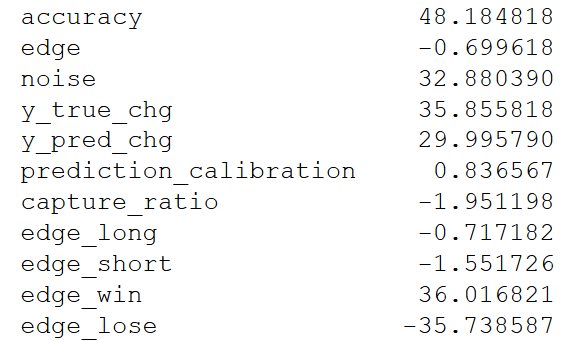 accuracy 48.184818
edge -0.699618
noise 32.880390
y_true_chg 35.855818
y_pred_chg 29.995790
prediction_calibration 0.836567
capture_ratio -1.951198
edge_long -0.717182
edge_short -1.551726
edge_win 36.016821
edge_lose -35.738587